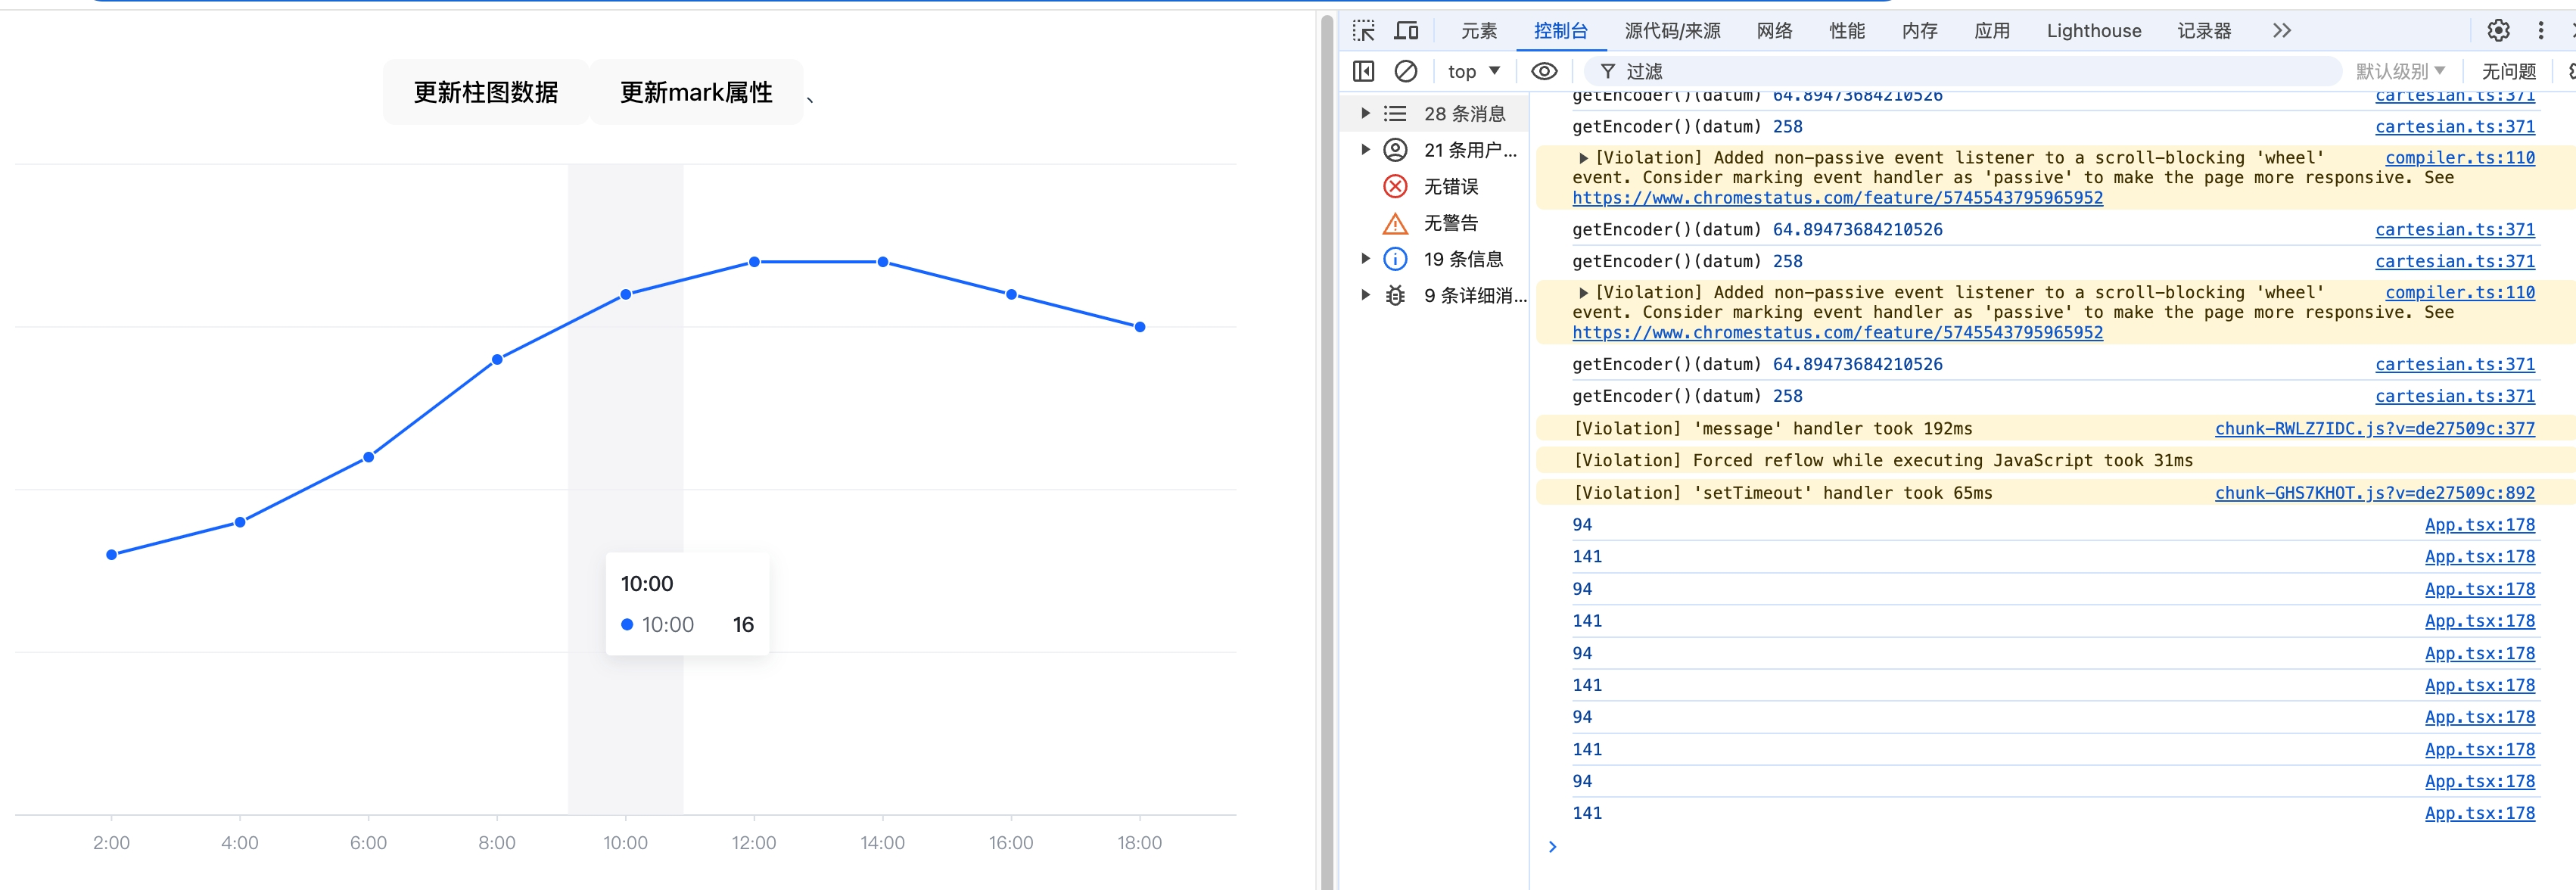 更新柱图数据
更新mark属性
、
10:00
10:00 16
2:00 4:00 6:00 8:00 10:00 12:00 14:00 16:00 18:00
元素 控制台 源代码/来源 网络 性能 内存 应用 Lighthouse 记录器
top 过滤 默认级别 无问题
28 条消息
21 条用户...
无错误
无警告
19 条信息
9 条详细消...
getEncoder()(datum) 64.89473684210526 cartesian.ts:371
getEncoder()(datum) 258 cartesian.ts:371
[Violation] Added non-passive event listener to a scroll-blocking 'wheel' compiler.ts:110
event. Consider marking event handler as 'passive' to make the page more responsive. See
https://www.chromestatus.com/feature/5745543795965952
getEncoder()(datum) 64.89473684210526 cartesian.ts:371
getEncoder()(datum) 258 cartesian.ts:371
[Violation] Added non-passive event listener to a scroll-blocking 'wheel' compiler.ts:110
event. Consider marking event handler as 'passive' to make the page more responsive. See
https://www.chromestatus.com/feature/5745543795965952
getEncoder()(datum) 64.89473684210526 cartesian.ts:371
getEncoder()(datum) 258 cartesian.ts:371
[Violation] 'message' handler took 192ms chunk-RWLZ7IDC.js?v=de27509c:377
[Violation] Forced reflow while executing JavaScript took 31ms
[Violation] 'setTimeout' handler took 65ms chunk-GHS7KHOT.js?v=de27509c:892
94 App.tsx:178
141 App.tsx:178
94 App.tsx:178
141 App.tsx:178
94 App.tsx:178
141 App.tsx:178
94 App.tsx:178
141 App.tsx:178
94 App.tsx:178
141 App.tsx:178